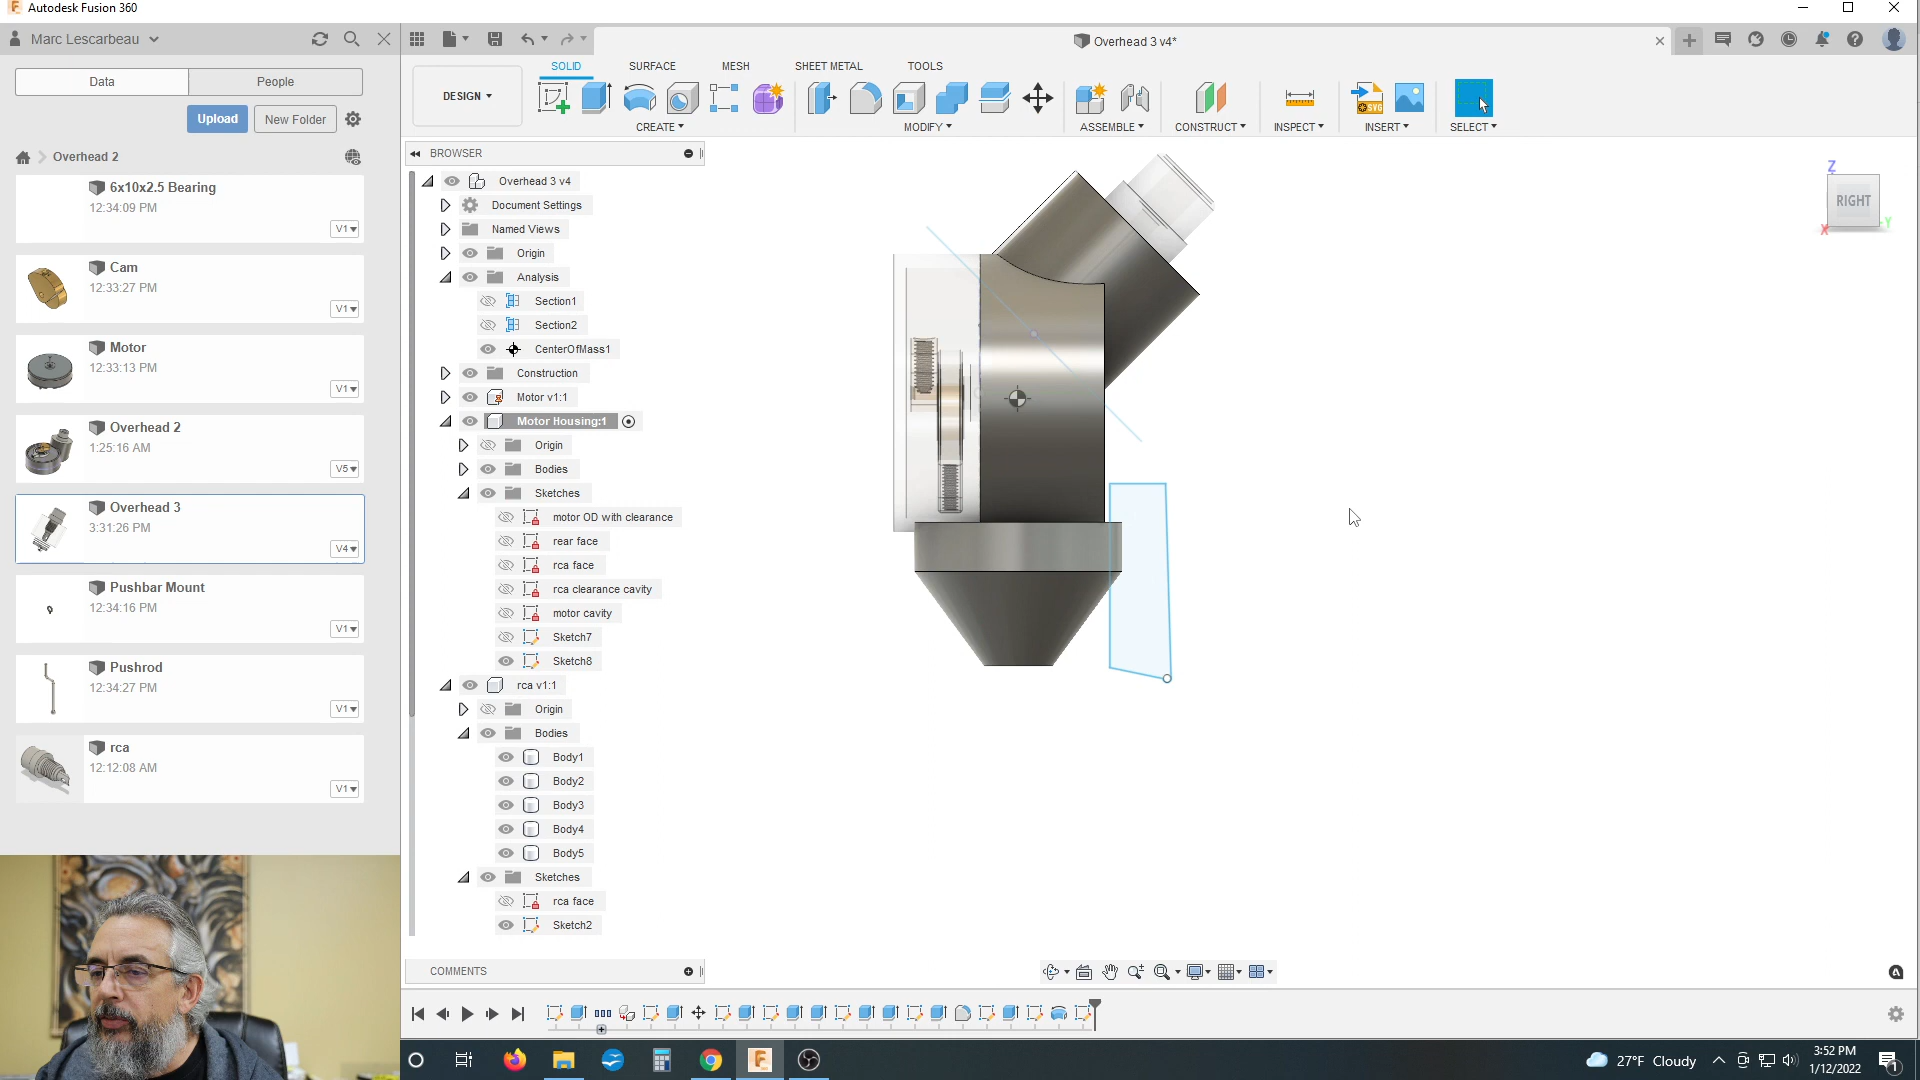 Autodesk Fusion 360
Marc Lescarbeau
Data
People
Upload
New Folder
Overhead 2
6x10x2.5 Bearing
12:34:09 PM
V1
Cam
12:33:27 PM
V1
Motor
12:33:13 PM
V1
Overhead 2
1:25:16 AM
V5
Overhead 3
3:31:26 PM
V4
Pushbar Mount
12:34:16 PM
V1
Pushrod
12:34:27 PM
V1
rca
12:12:08 AM
V1
Overhead 3 v4*
DESIGN
SOLID
SURFACE
MESH
SHEET METAL
TOOLS
CREATE
MODIFY
ASSEMBLE
CONSTRUCT
INSPECT
INSERT
SELECT
BROWSER
Overhead 3 v4
Document Settings
Named Views
Origin
Analysis
Section1
Section2
CenterOfMass1
Construction
Motor v1:1
Motor Housing:1
Origin
Bodies
Sketches
motor OD with clearance
rear face
rca face
rca clearance cavity
motor cavity
Sketch7
Sketch8
rca v1:1
Origin
Bodies
Body1
Body2
Body3
Body4
Body5
Sketches
rca face
Sketch2
Z
RIGHT
X
Y
COMMENTS
27°F Cloudy
3:52 PM
1/12/2022
1